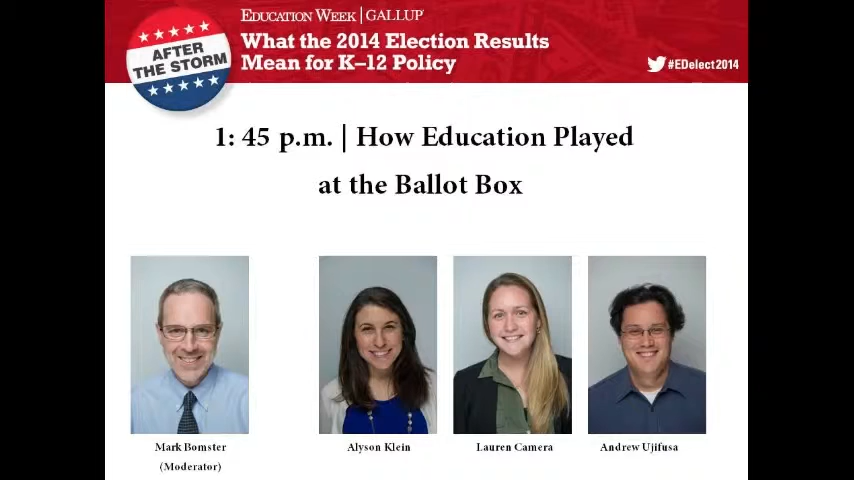 EDUCATION WEEK | GALLUP
AFTER
THE STORM
What the 2014 Election Results
Mean for K–12 Policy
#EDelect2014
1: 45 p.m. | How Education Played
at the Ballot Box
Mark Bomster
(Moderator)
Alyson Klein
Lauren Camera
Andrew Ujifusa